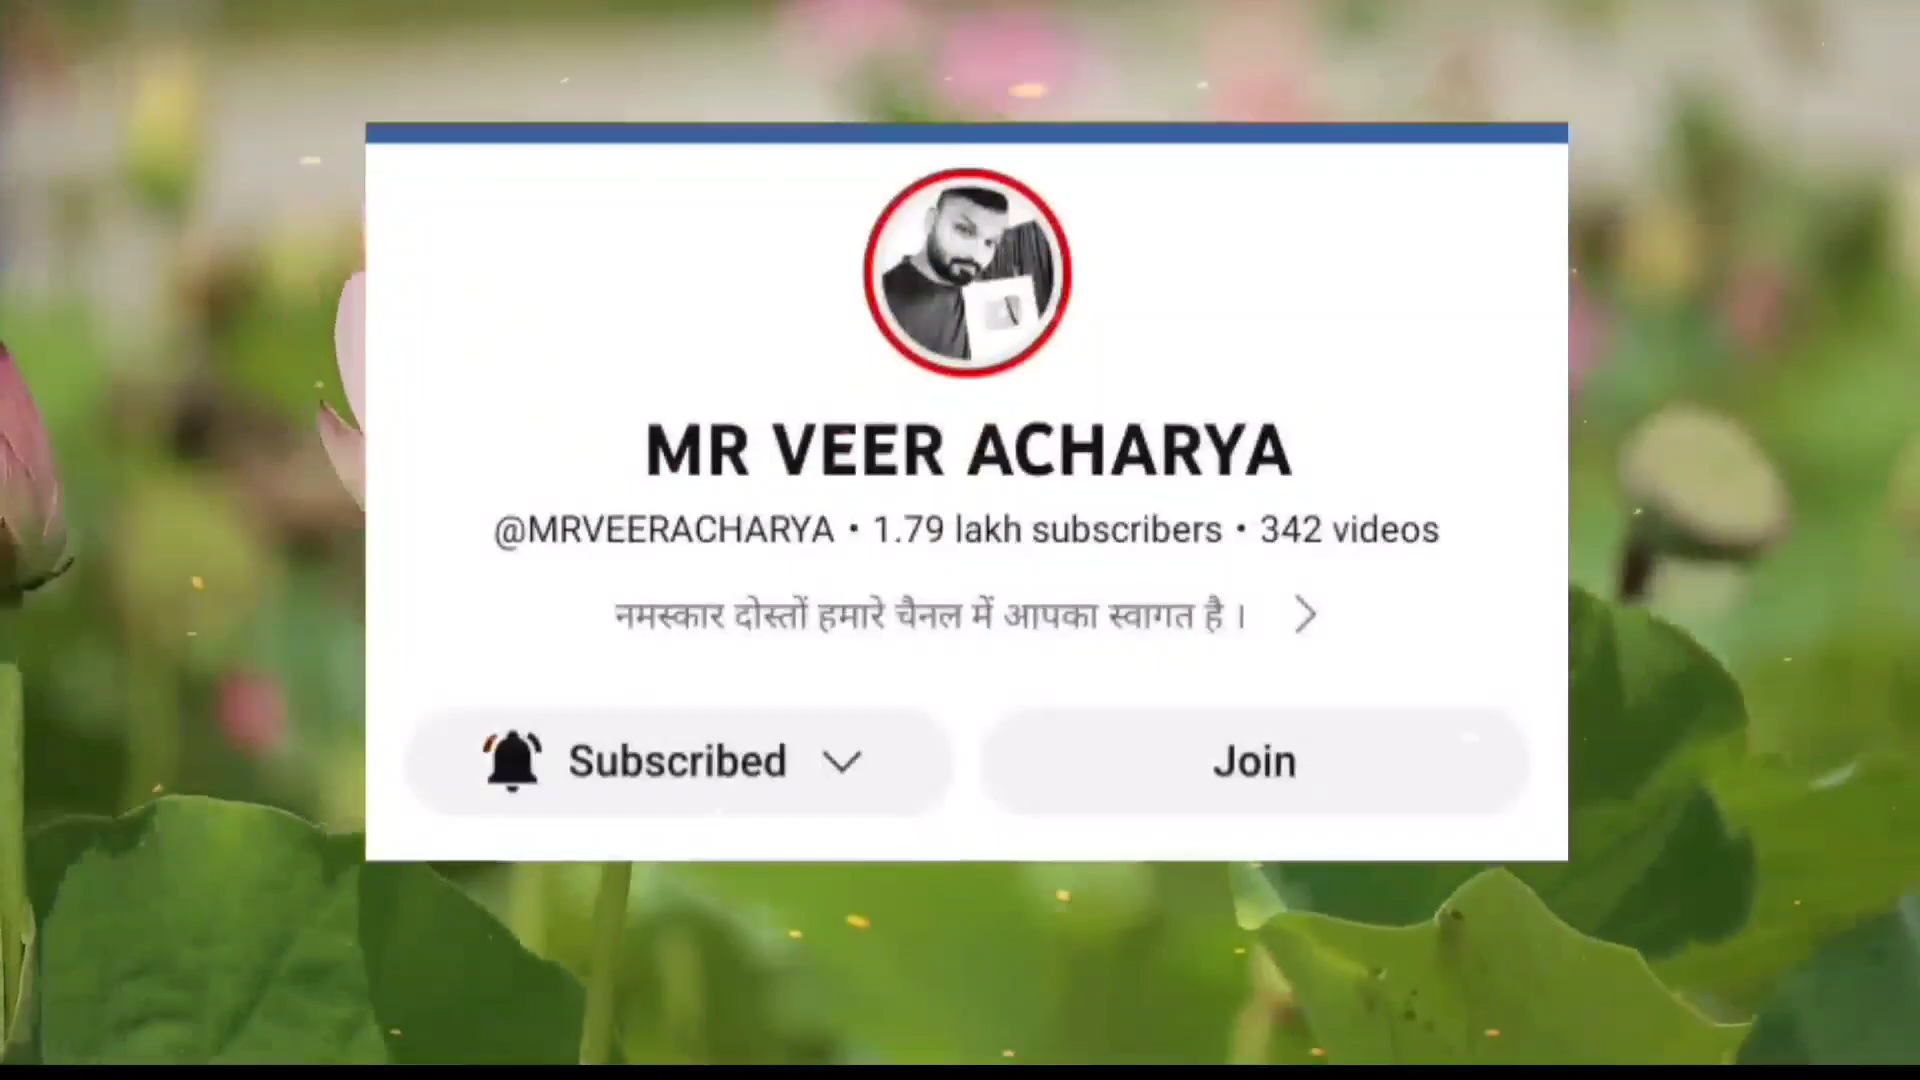 MR VEER ACHARYA
@MRVEERACHARYA • 1.79 lakh subscribers • 342 videos
नमस्कार दोस्तों हमारे चैनल में आपका स्वागत है ।
Subscribed
Join